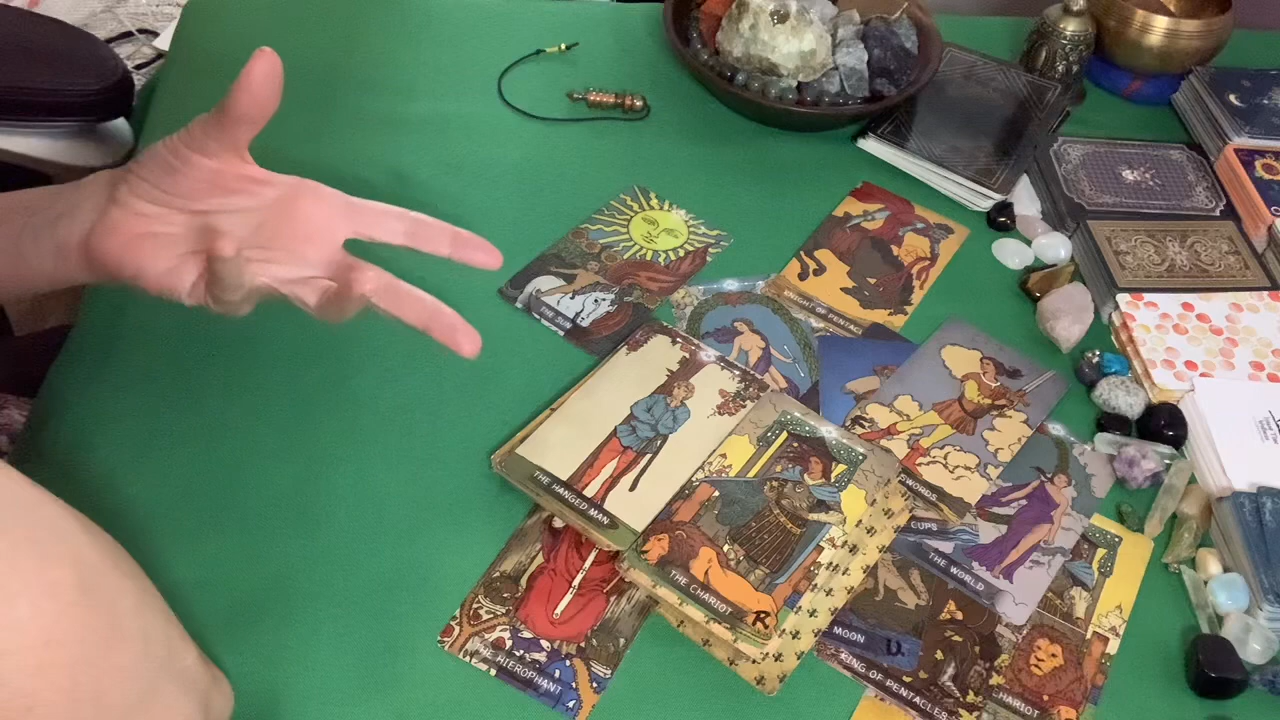 THE SUN
KNIGHT OF PENTACL
THE HANGED MAN
SWORDS
CUPS
THE WORLD
THE CHARIOT
R
MOON
U.
KING OF PENTACLES
CHARIOT
THE HIEROPHANT